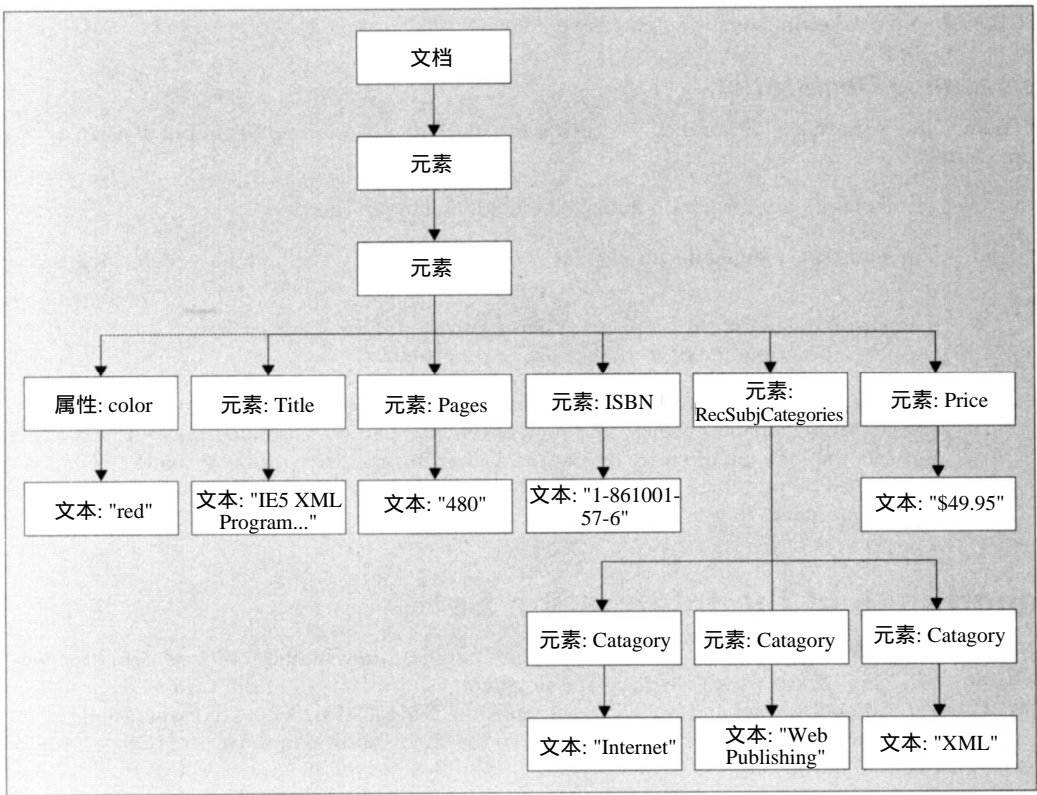 文档
元素
元素
属性: color
元素: Title
元素: Pages
元素: ISBN
元素:
RecSubjCategories
元素: Price
文本: "red"
文本: "IE5 XML
Program..."
文本: "480"
文本: "1-861001-
57-6"
文本: "$49.95"
元素: Catagory
元素: Catagory
元素: Catagory
文本: "Internet"
文本: "Web
Publishing"
文本: "XML"